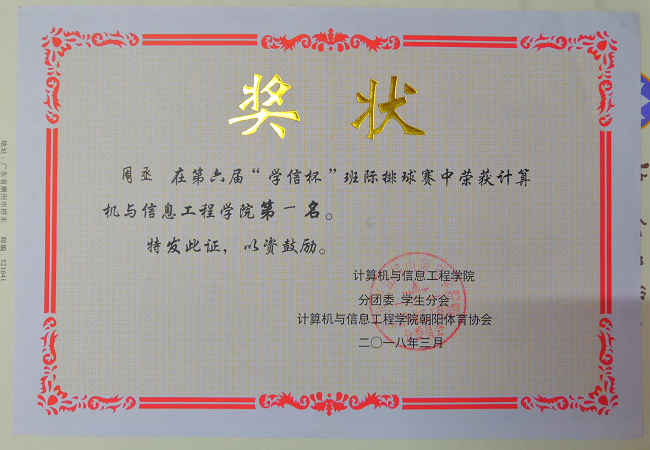 奖状
周丞 在第六届“学信杯”班际排球赛中荣获计算
机与信息工程学院第一名。
特发此证，以资鼓励。
计算机与信息工程学院
分团委 学生分会
计算机与信息工程学院朝阳体育协会
二〇一八年三月
地址：广东省潮州市桥东 邮编：521041